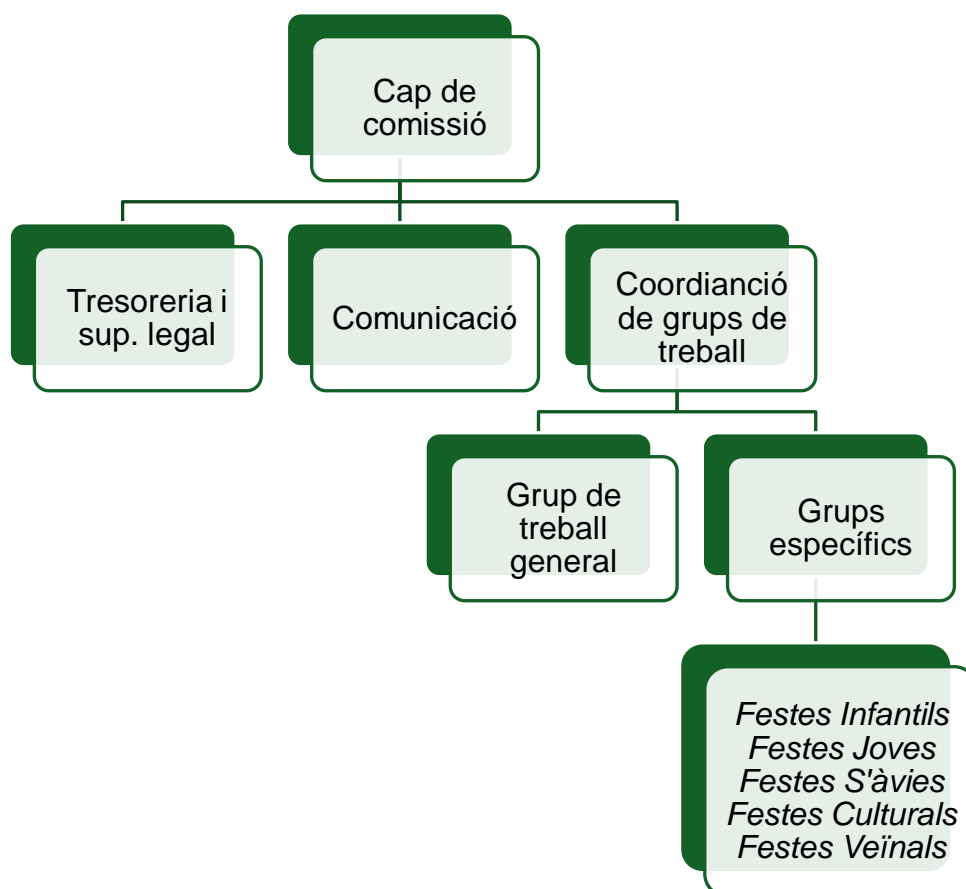 Cap de
comissió
Tresoreria i
sup. legal
Comunicació
Coordianció
de grups de
treball
Grup de
treball
general
Grups
específics
Festes Infantils
Festes Joves
Festes S'àvies
Festes Culturals
Festes Veïnals